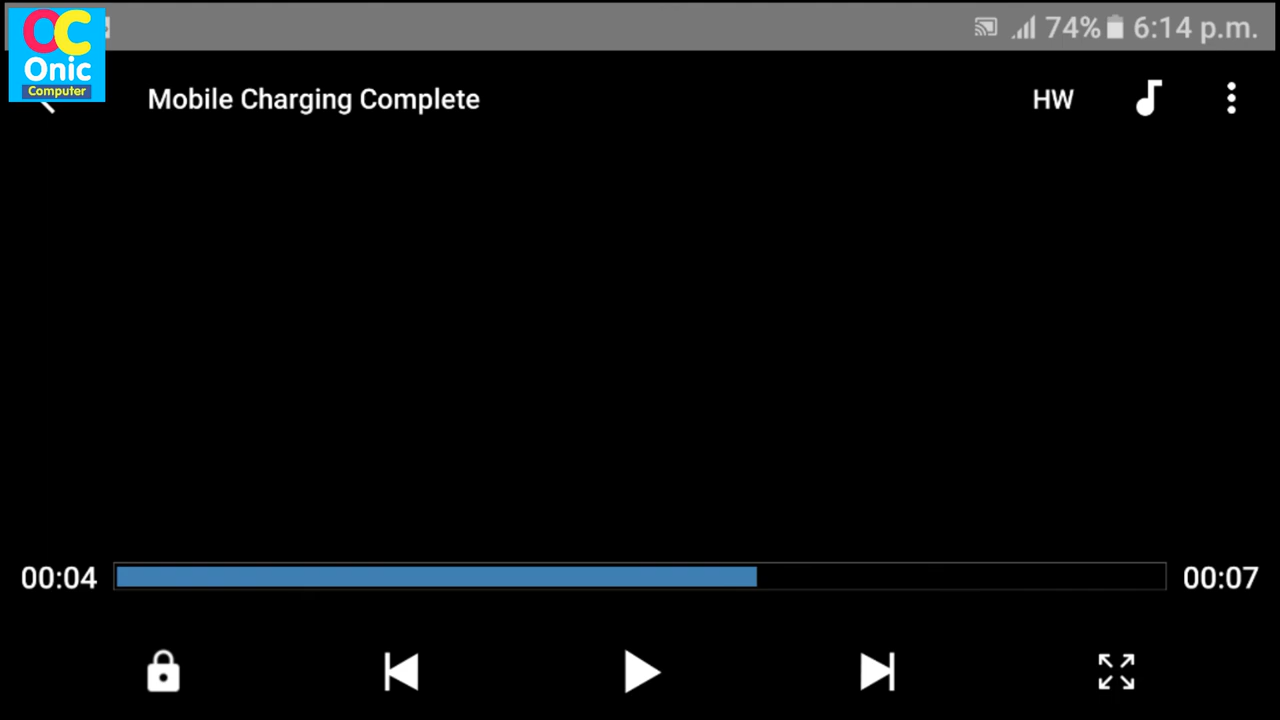 OC
Onic
Computer
74% 6:14 p.m.
Mobile Charging Complete
HW
00:04
00:07